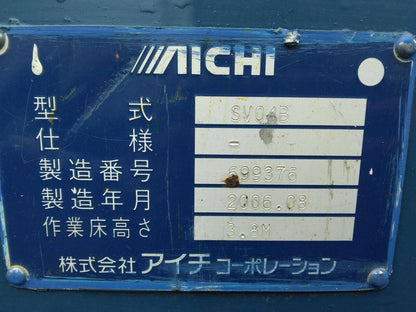 AICHI
型式 SV04B
仕様 -
製造番号 699376
製造年月 2006.08
作業床高さ 3.8M
株式会社 アイチ コーポレーション